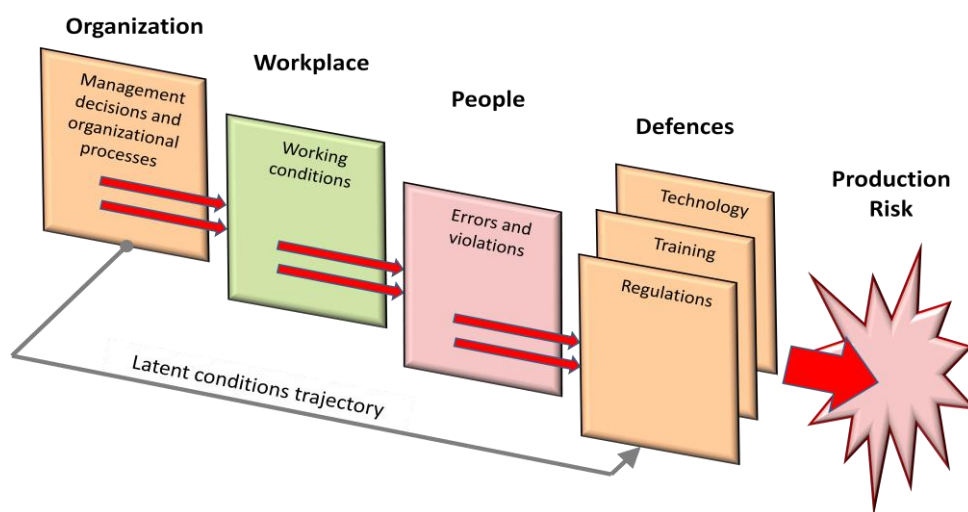 Organization
Management
decisions and
organizational
processes
Workplace
Working
conditions
People
Errors and
violations
Defences
Technology
Training
Regulations
Production
Risk
Latent conditions trajectory